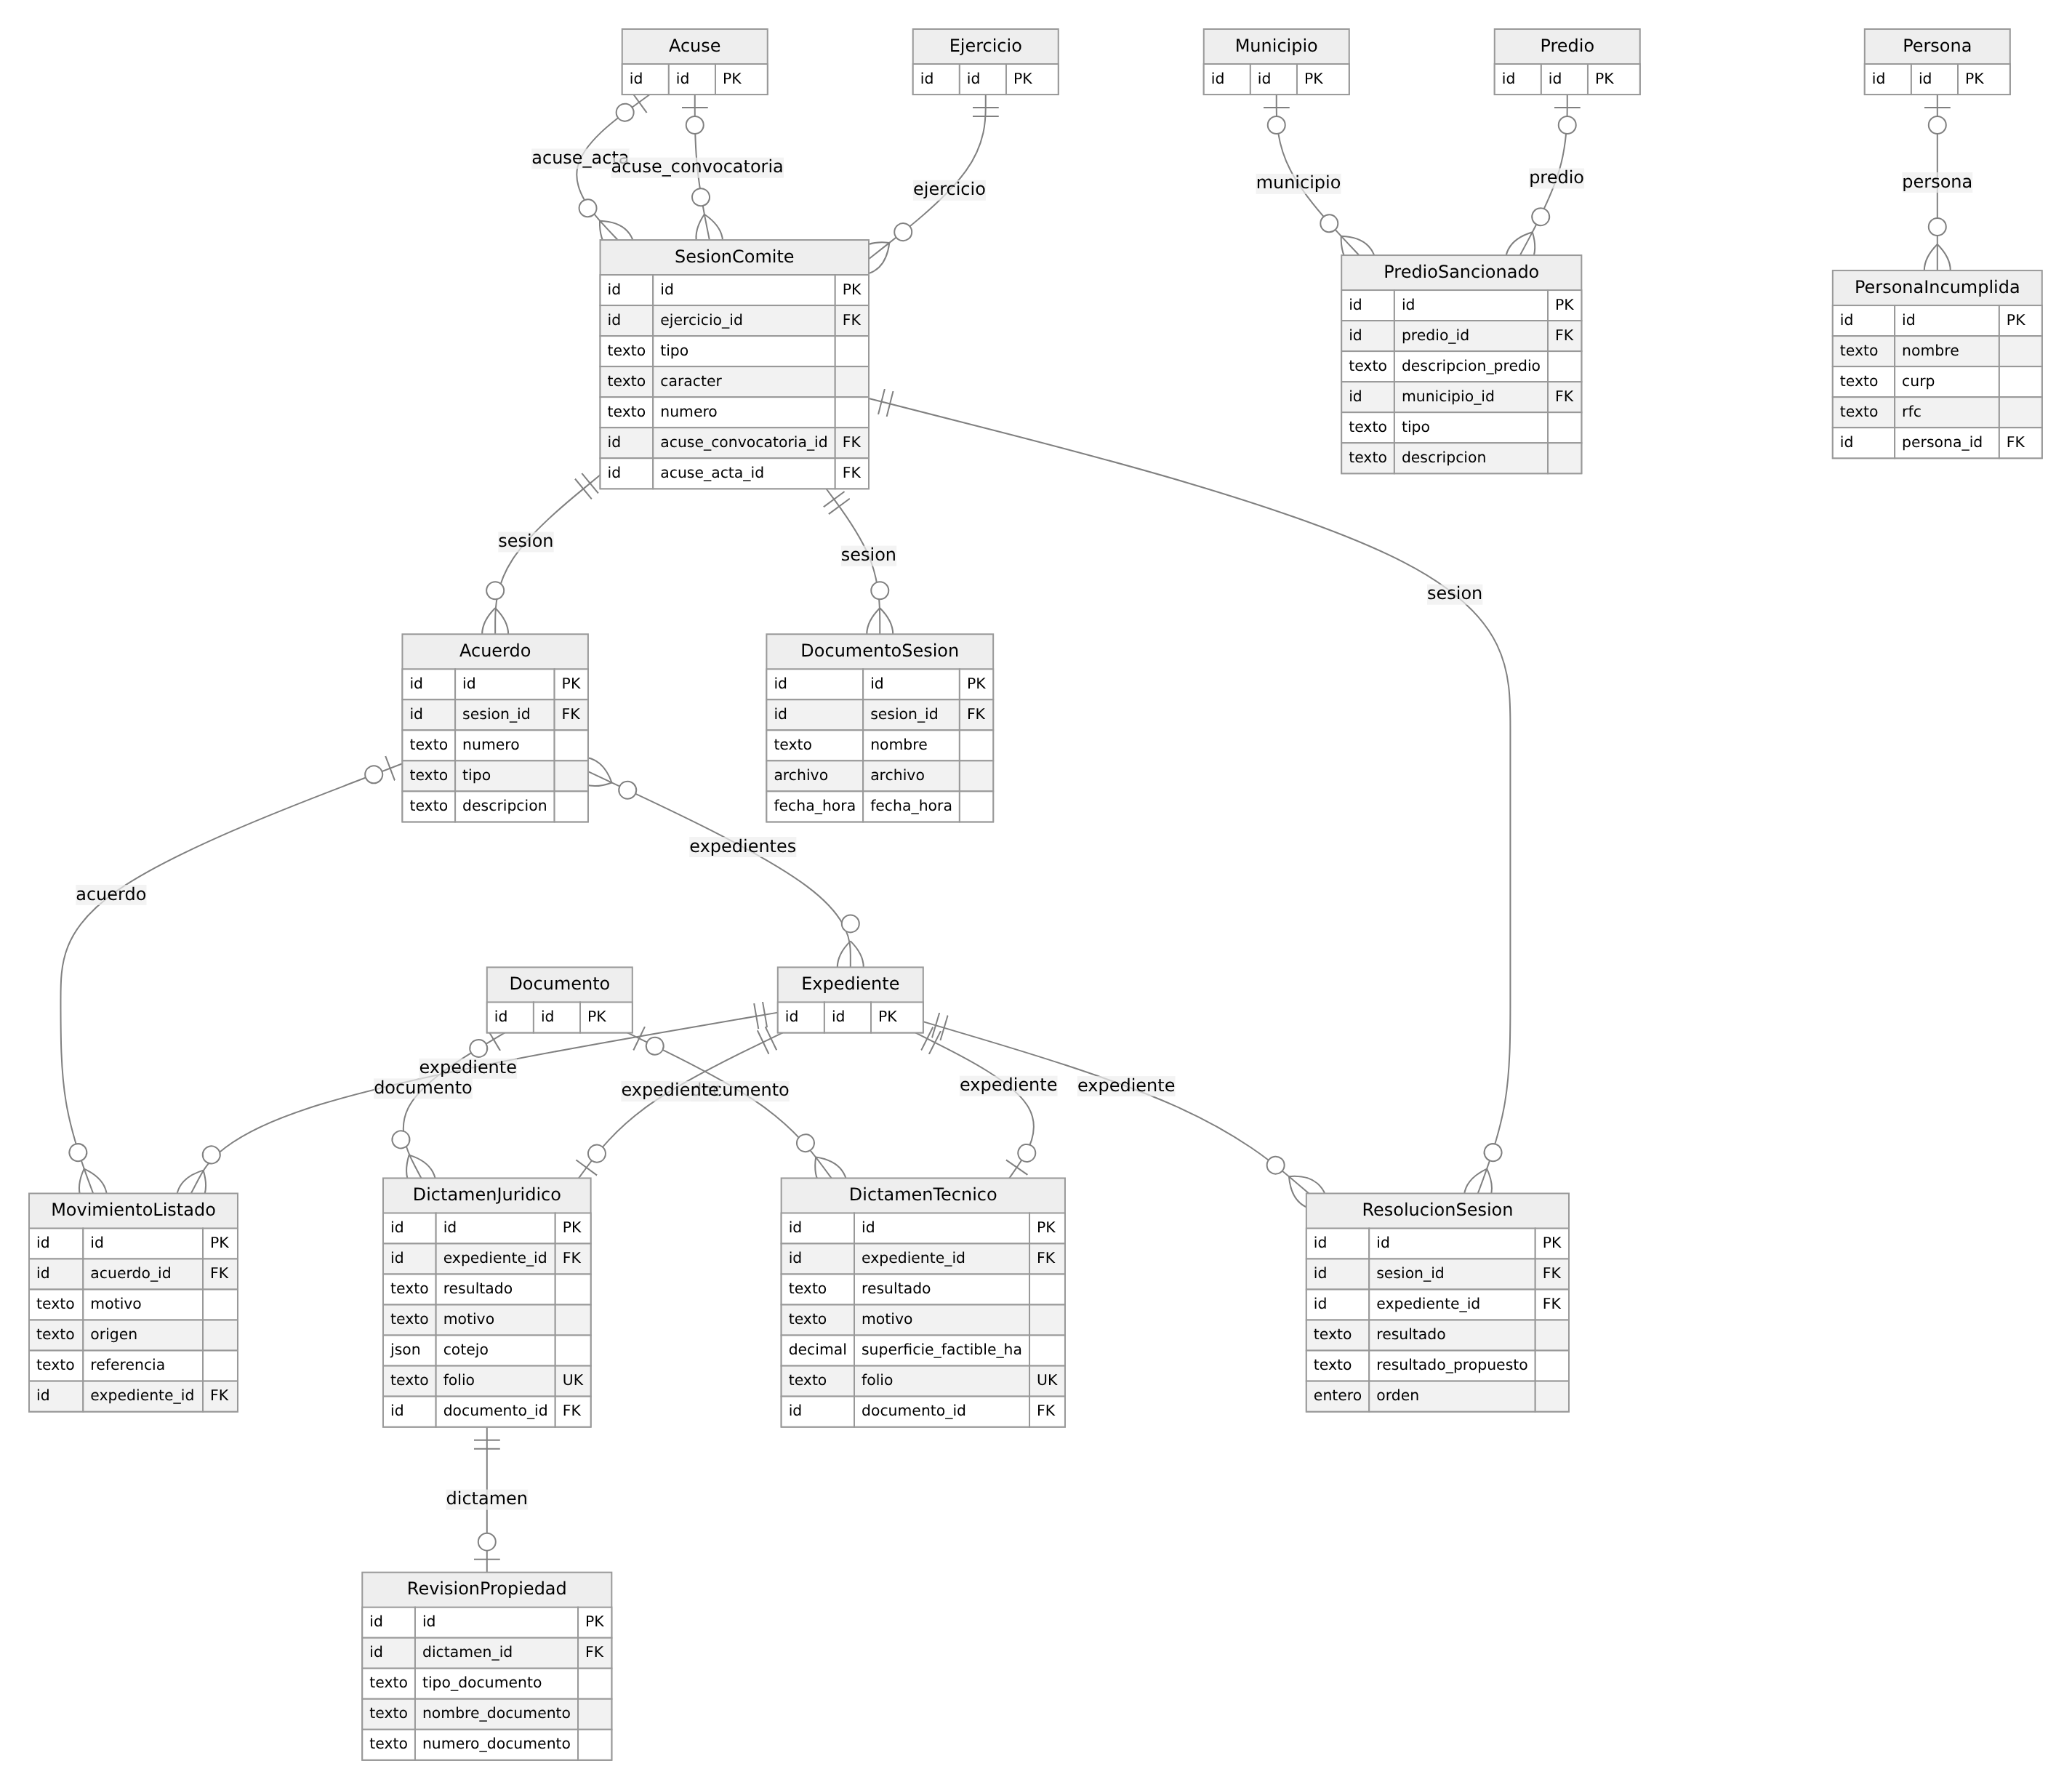 Acuse
id id PK
Ejercicio
id id PK
Municipio
id id PK
Predio
id id PK
Persona
id id PK
acuse_acta
acuse_convocatoria
ejercicio
municipio
predio
persona
SesionComite
id id PK
id ejercicio_id FK
texto tipo
texto caracter
texto numero
id acuse_convocatoria_id FK
id acuse_acta_id FK
PredioSancionado
id id PK
id predio_id FK
texto descripcion_predio
id municipio_id FK
texto tipo
texto descripcion
PersonaIncumplida
id id PK
texto nombre
texto curp
texto rfc
id persona_id FK
sesion
sesion
sesion
Acuerdo
id id PK
id sesion_id FK
texto numero
texto tipo
texto descripcion
DocumentoSesion
id id PK
id sesion_id FK
texto nombre
archivo archivo
fecha_hora fecha_hora
acuerdo
expedientes
Documento
id id PK
Expediente
id id PK
expediente
documento
expediente
documento
expediente
expediente
MovimientoListado
id id PK
id acuerdo_id FK
texto motivo
texto origen
texto referencia
id expediente_id FK
DictamenJuridico
id id PK
id expediente_id FK
texto resultado
texto motivo
json cotejo
texto folio UK
id documento_id FK
DictamenTecnico
id id PK
id expediente_id FK
texto resultado
texto motivo
decimal superficie_factible_ha
texto folio UK
id documento_id FK
ResolucionSesion
id id PK
id sesion_id FK
id expediente_id FK
texto resultado
texto resultado_propuesto
entero orden
dictamen
RevisionPropiedad
id id PK
id dictamen_id FK
texto tipo_documento
texto nombre_documento
texto numero_documento